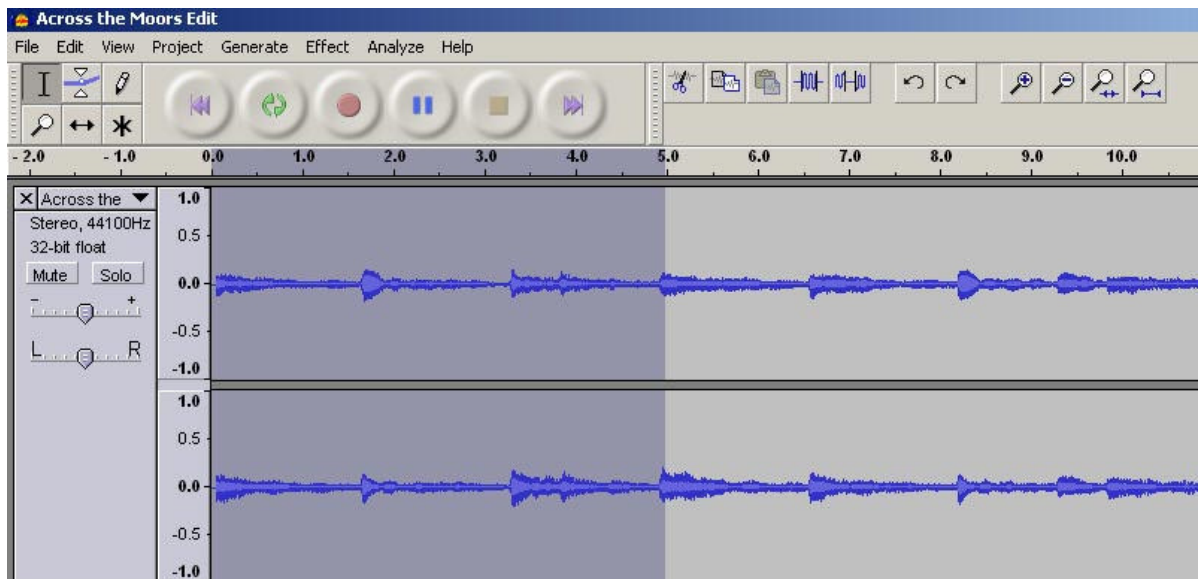 Across the Moors Edit
File Edit View Project Generate Effect Analyze Help
- 2.0 - 1.0 0.0 1.0 2.0 3.0 4.0 5.0 6.0 7.0 8.0 9.0 10.0
X Across the
Stereo, 44100Hz
32-bit float
Mute Solo
- +
L R
1.0
0.5
0.0
-0.5
-1.0
1.0
0.5
0.0
-0.5
-1.0